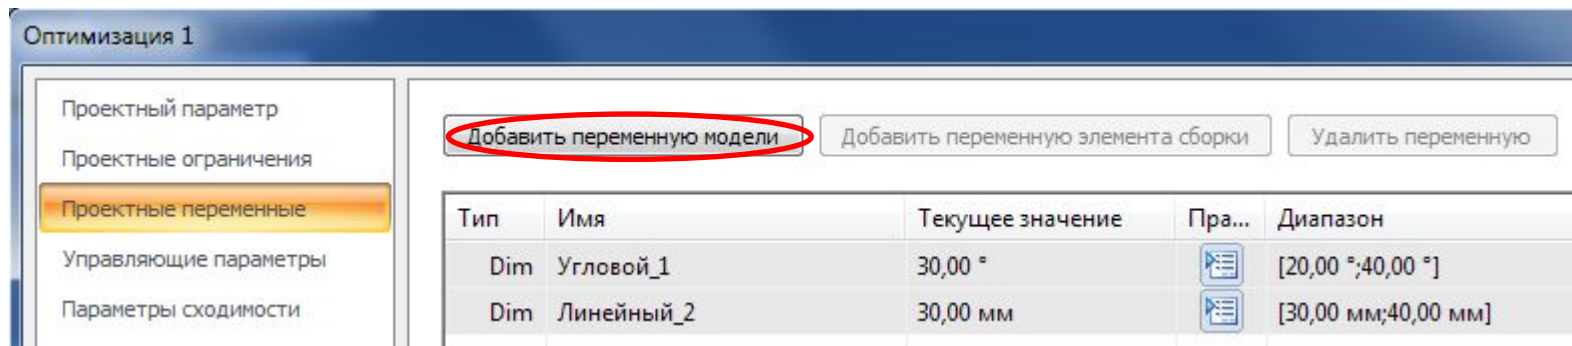 Оптимизация 1
Проектный параметр
Проектные ограничения
Проектные переменные
Управляющие параметры
Параметры сходимости
Добавить переменную модели Добавить переменную элемента сборки Удалить переменную
Тип Имя Текущее значение Пра... Диапазон
Dim Угловой_1 30,00 ° [20,00 °;40,00 °]
Dim Линейный_2 30,00 мм [30,00 мм;40,00 мм]